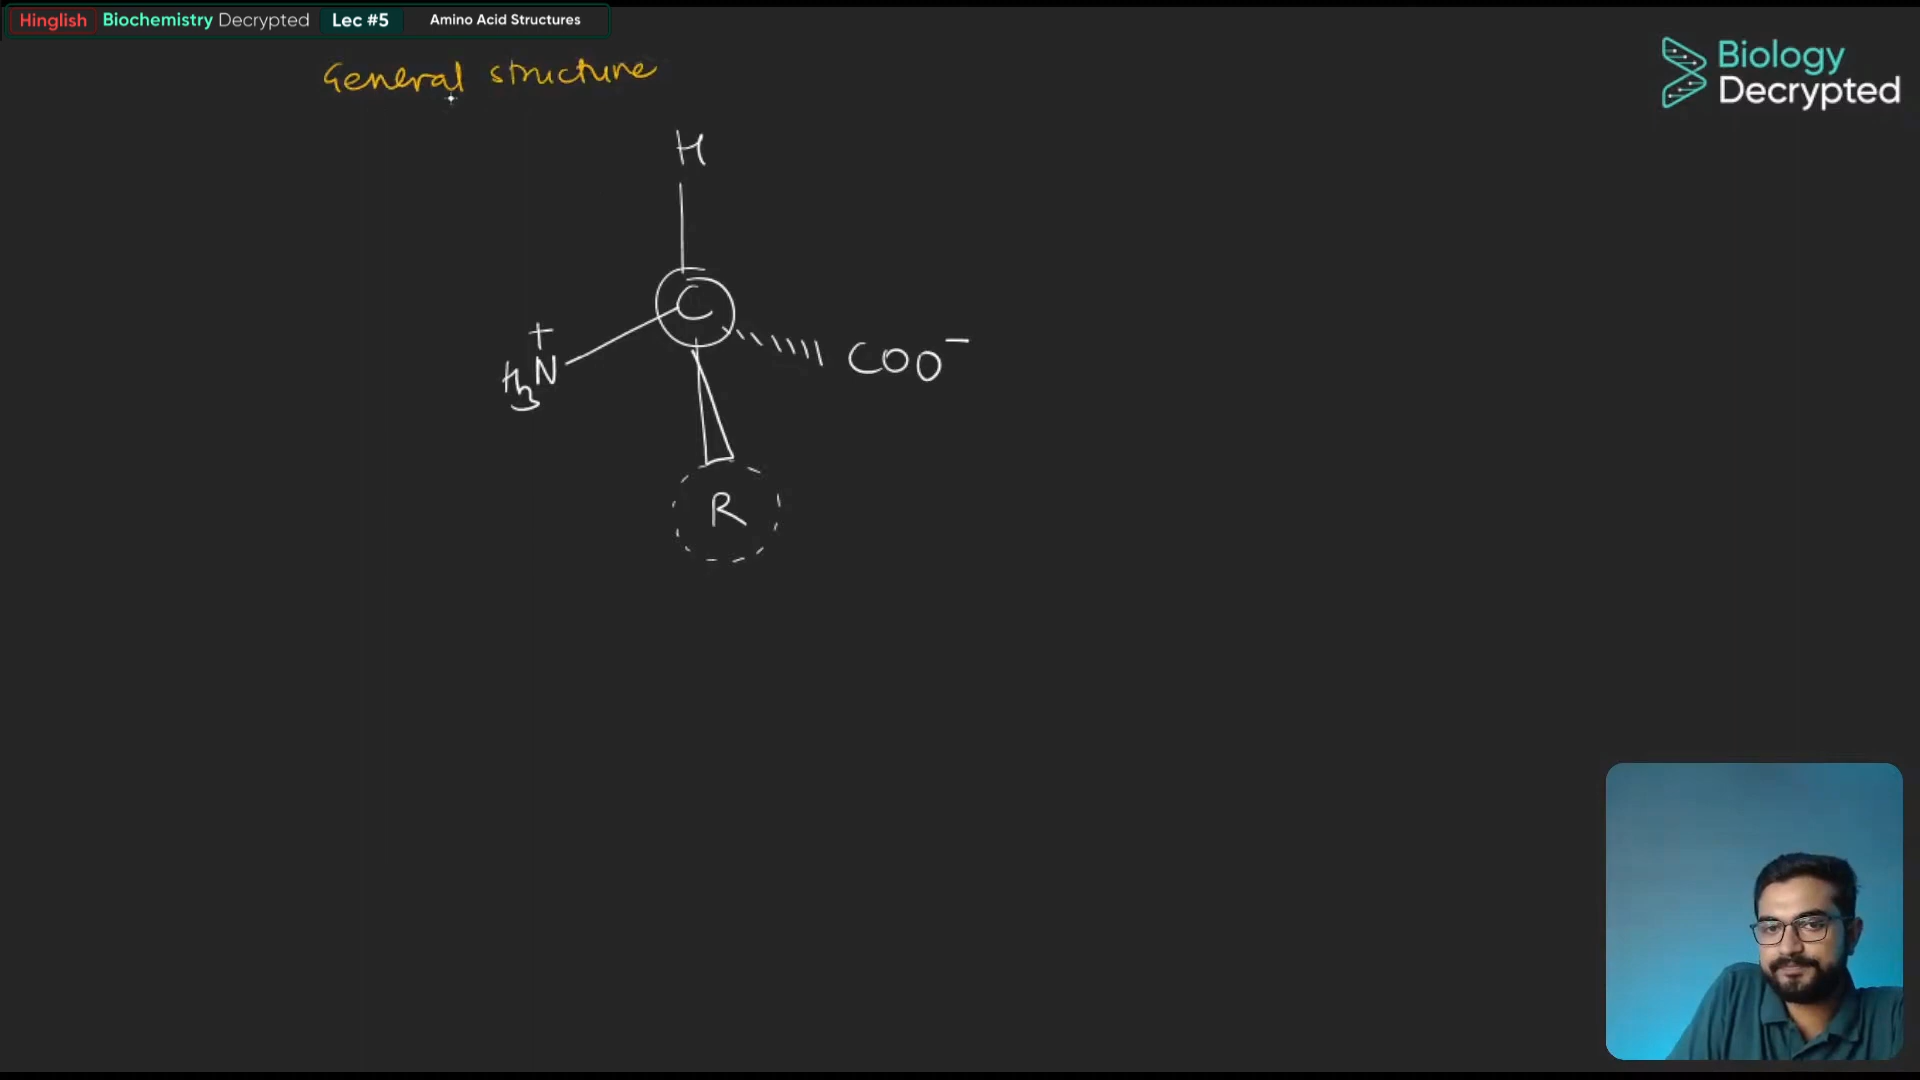 Hinglish Biochemistry Decrypted Lec #5 Amino Acid Structures
Biology
Decrypted
General structure
H
C
+
H₃N
COO⁻
R